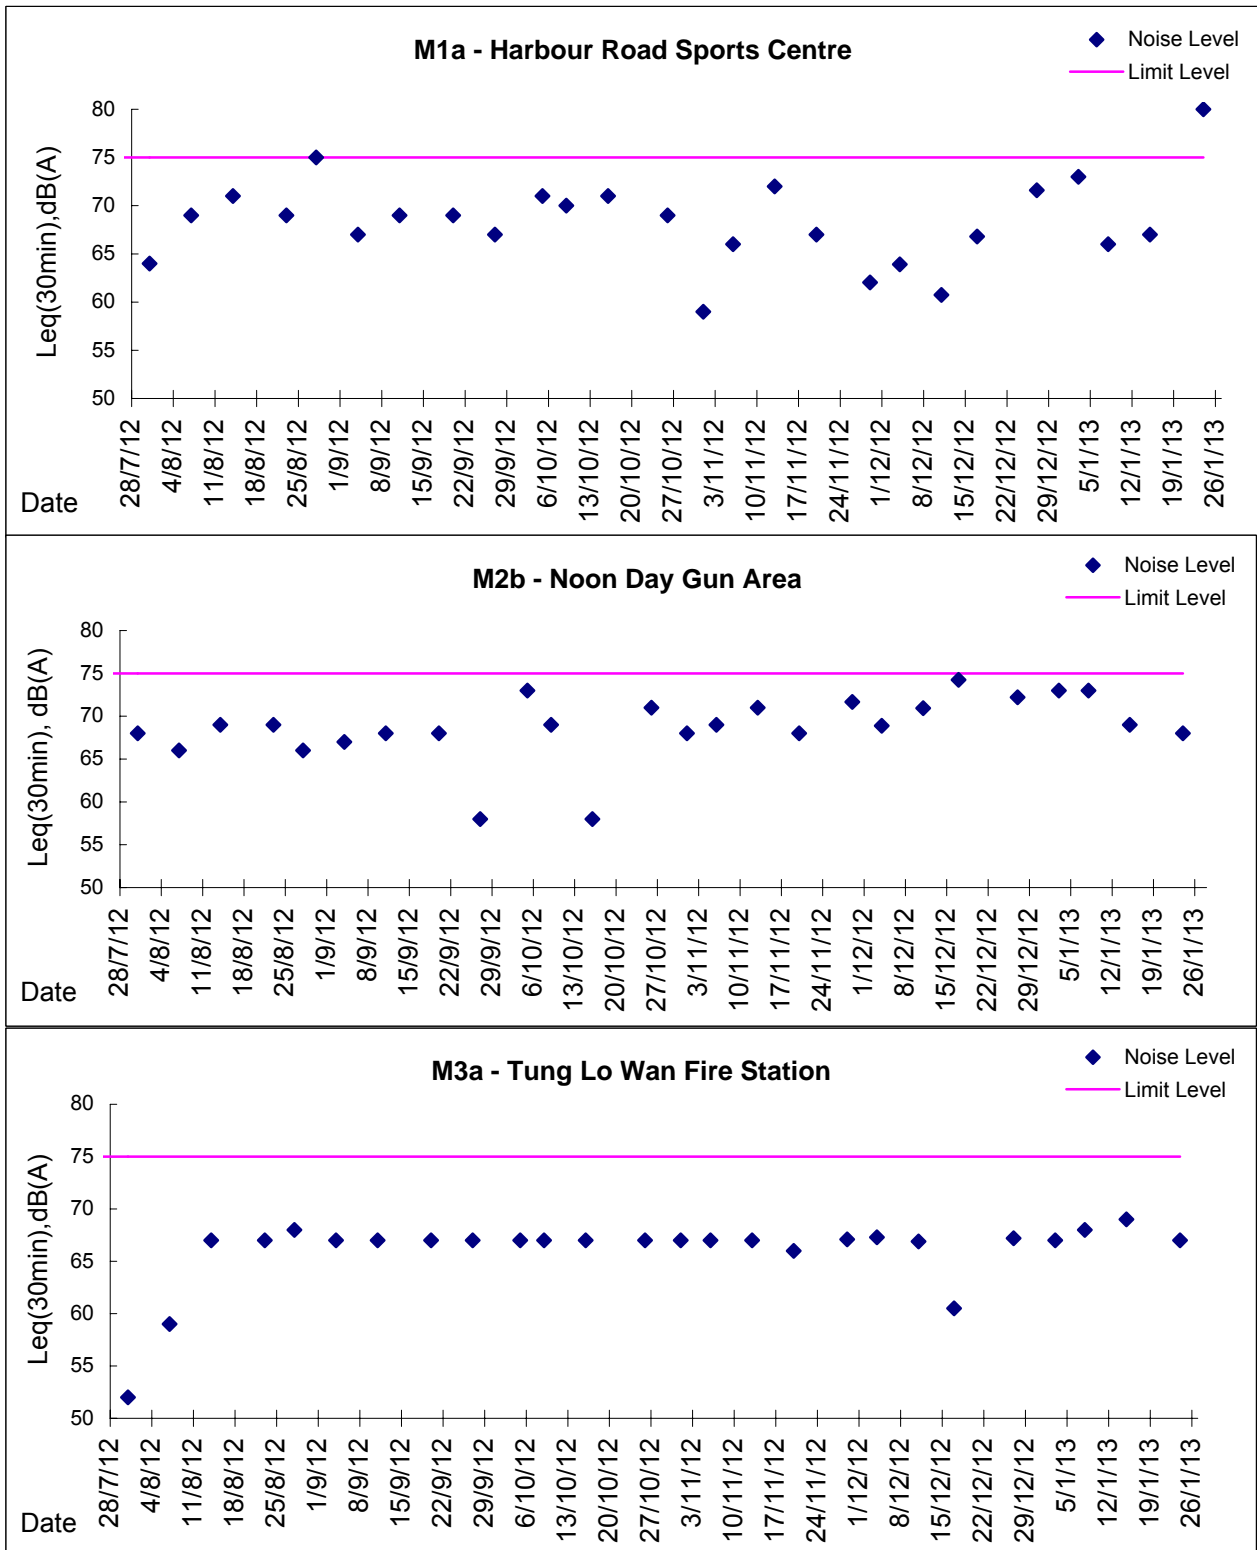 M1a - Harbour Road Sports Centre
Noise Level
Limit Level
Leq(30min),dB(A)
80
75
70
65
60
55
50
28/7/12 4/8/12 11/8/12 18/8/12 25/8/12 1/9/12 8/9/12 15/9/12 22/9/12 29/9/12 6/10/12 13/10/12 20/10/12 27/10/12 3/11/12 10/11/12 17/11/12 24/11/12 1/12/12 8/12/12 15/12/12 22/12/12 29/12/12 5/1/13 12/1/13 19/1/13 26/1/13
Date
M2b - Noon Day Gun Area
Noise Level
Limit Level
Leq(30min), dB(A)
80
75
70
65
60
55
50
28/7/12 4/8/12 11/8/12 18/8/12 25/8/12 1/9/12 8/9/12 15/9/12 22/9/12 29/9/12 6/10/12 13/10/12 20/10/12 27/10/12 3/11/12 10/11/12 17/11/12 24/11/12 1/12/12 8/12/12 15/12/12 22/12/12 29/12/12 5/1/13 12/1/13 19/1/13 26/1/13
Date
M3a - Tung Lo Wan Fire Station
Noise Level
Limit Level
Leq(30min),dB(A)
80
75
70
65
60
55
50
28/7/12 4/8/12 11/8/12 18/8/12 25/8/12 1/9/12 8/9/12 15/9/12 22/9/12 29/9/12 6/10/12 13/10/12 20/10/12 27/10/12 3/11/12 10/11/12 17/11/12 24/11/12 1/12/12 8/12/12 15/12/12 22/12/12 29/12/12 5/1/13 12/1/13 19/1/13 26/1/13
Date